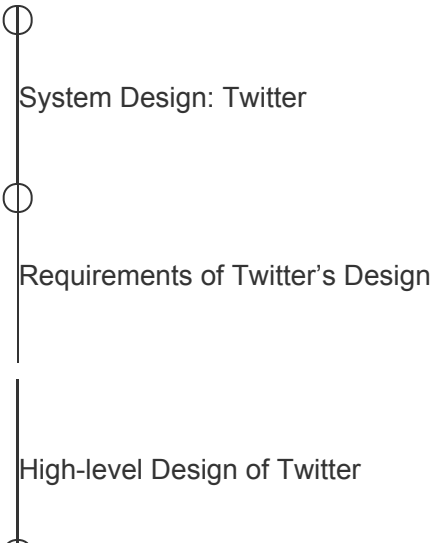 System Design: Twitter
Requirements of Twitter’s Design
High-level Design of Twitter